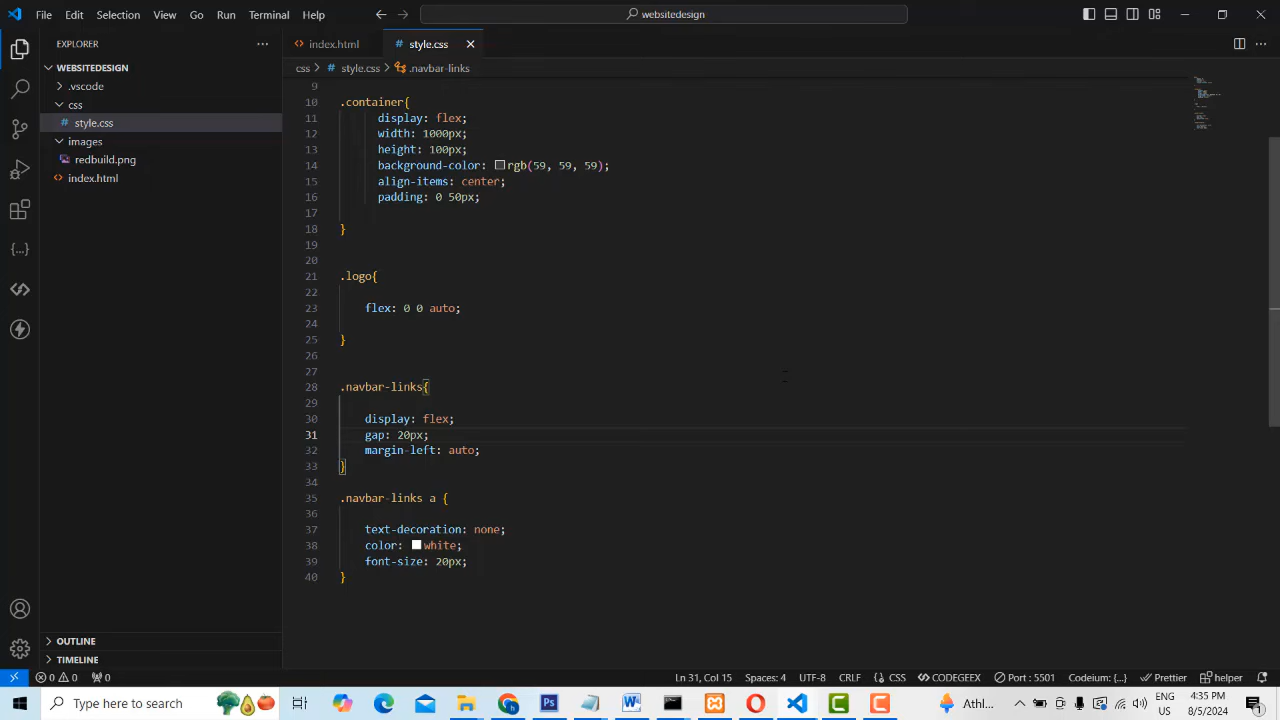 File Edit Selection View Go Run Terminal Help
websitedesign
EXPLORER
index.html
style.css
WEBSITEDESIGN
.vscode
css
style.css
images
redbuild.png
index.html
css > style.css > .navbar-links
9
10 .container{
11 display: flex;
12 width: 1000px;
13 height: 100px;
14 background-color: rgb(59, 59, 59);
15 align-items: center;
16 padding: 0 50px;
17
18 }
19
20
21 .logo{
22
23 flex: 0 0 auto;
24
25 }
26
27
28 .navbar-links{
29
30 display: flex;
31 gap: 20px;
32 margin-left: auto;
33 }
34
35 .navbar-links a {
36
37 text-decoration: none;
38 color: white;
39 font-size: 20px;
40 }
OUTLINE
TIMELINE
0 0 0 Ln 31, Col 15 Spaces: 4 UTF-8 CRLF CSS CODEGEEX Port : 5501 Codeium: {...} Prettier helper
Type here to search
Athl...
ENG
US
4:35 PM
8/5/2024